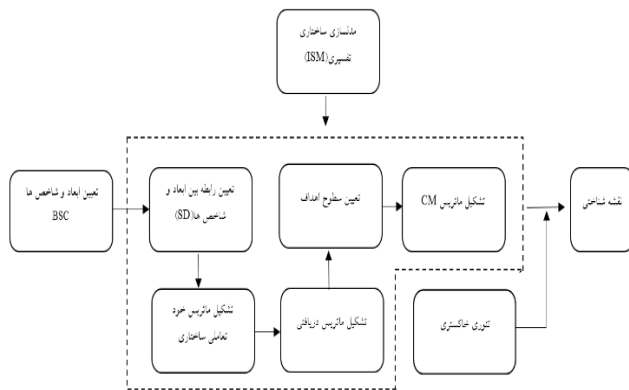 مدلسازی ساختاری
تفسیری(ISM)
تعیین ابعاد و شاخص ها
BSC
تعیین رابطه بین ابعاد و
شاخص ها(SD)
تعیین سطوح اهداف
تشکیل ماتریس CM
نقشه شناختی
تشکیل ماتریس خود
تعاملی ساختاری
تشکیل ماتریس دریافتی
تئوری خاکستری